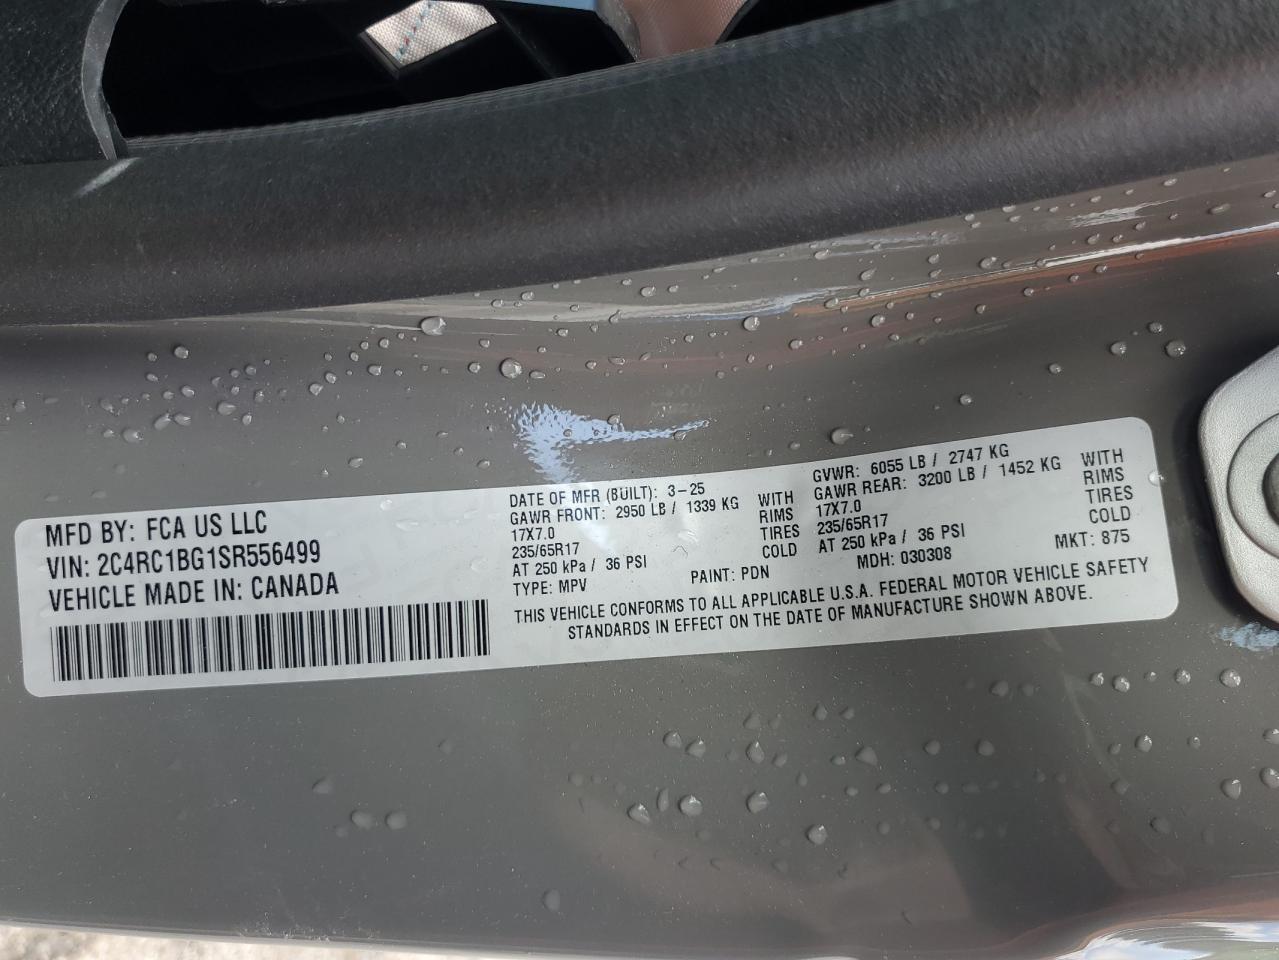 MFD BY: FCA US LLC
VIN: 2C4RC1BG1SR556499
VEHICLE MADE IN: CANADA
DATE OF MFR (BUILT): 3-25
GAWR FRONT: 2950 LB / 1339 KG WITH
17X7.0 RIMS
235/65R17 TIRES
AT 250 kPa / 36 PSI COLD
TYPE: MPV PAINT: PDN
GVWR: 6055 LB / 2747 KG
GAWR REAR: 3200 LB / 1452 KG WITH
17X7.0 RIMS
235/65R17 TIRES
AT 250 kPa / 36 PSI COLD
MDH: 030308 MKT: 875
THIS VEHICLE CONFORMS TO ALL APPLICABLE U.S.A. FEDERAL MOTOR VEHICLE SAFETY
STANDARDS IN EFFECT ON THE DATE OF MANUFACTURE SHOWN ABOVE.